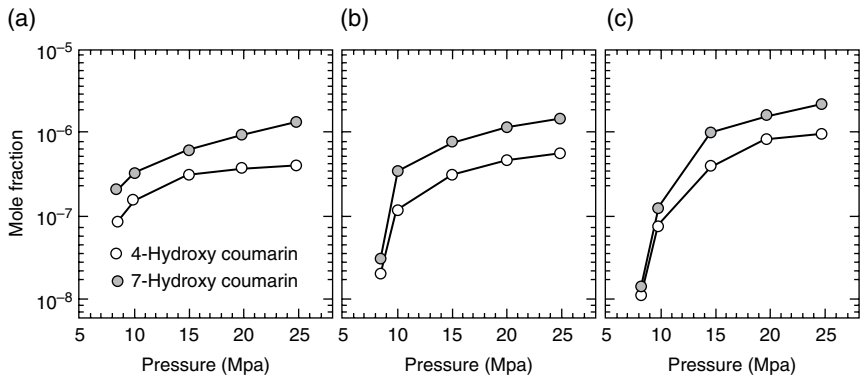 (a)
(b)
(c)
Mole fraction
10⁻⁵
10⁻⁶
10⁻⁷
10⁻⁸
4-Hydroxy coumarin
7-Hydroxy coumarin
5 10 15 20 25
5 10 15 20 25
5 10 15 20 25
Pressure (Mpa)
Pressure (Mpa)
Pressure (Mpa)